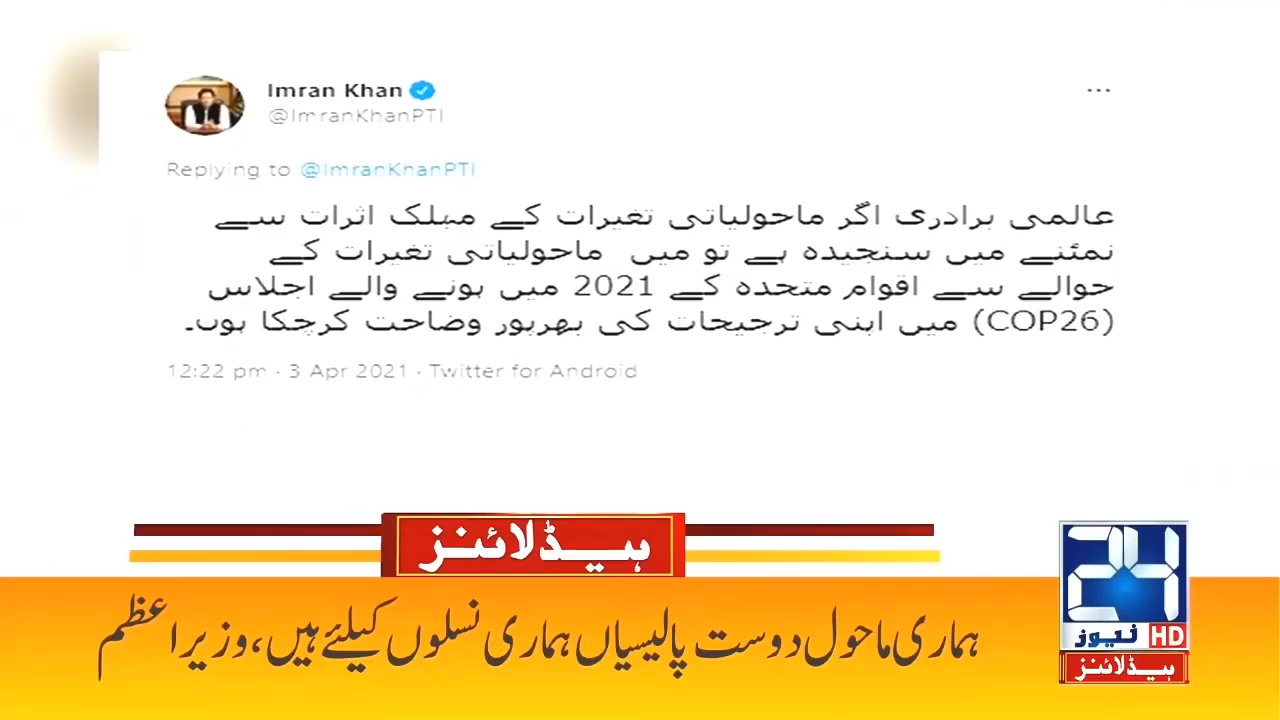 Imran Khan
@ImranKhanPTI
...
Replying to @ImranKhanPTI
عالمی برادری اگر ماحولیاتی تغیرات کے مہلک اثرات سے
نمٹنے میں سنجیدہ ہے تو میں ماحولیاتی تغیرات کے
حوالے سے اقوام متحدہ کے 2021 میں ہونے والے اجلاس
(COP26) میں اپنی ترجیحات کی بھرپور وضاحت کرچکا ہوں۔
12:22 pm · 3 Apr 2021 · Twitter for Android
ہیڈلائنز
ہماری ماحول دوست پالیسیاں ہماری نسلوں کیلئے ہیں، وزیراعظم
24
نیوز HD
ہیڈلائنز